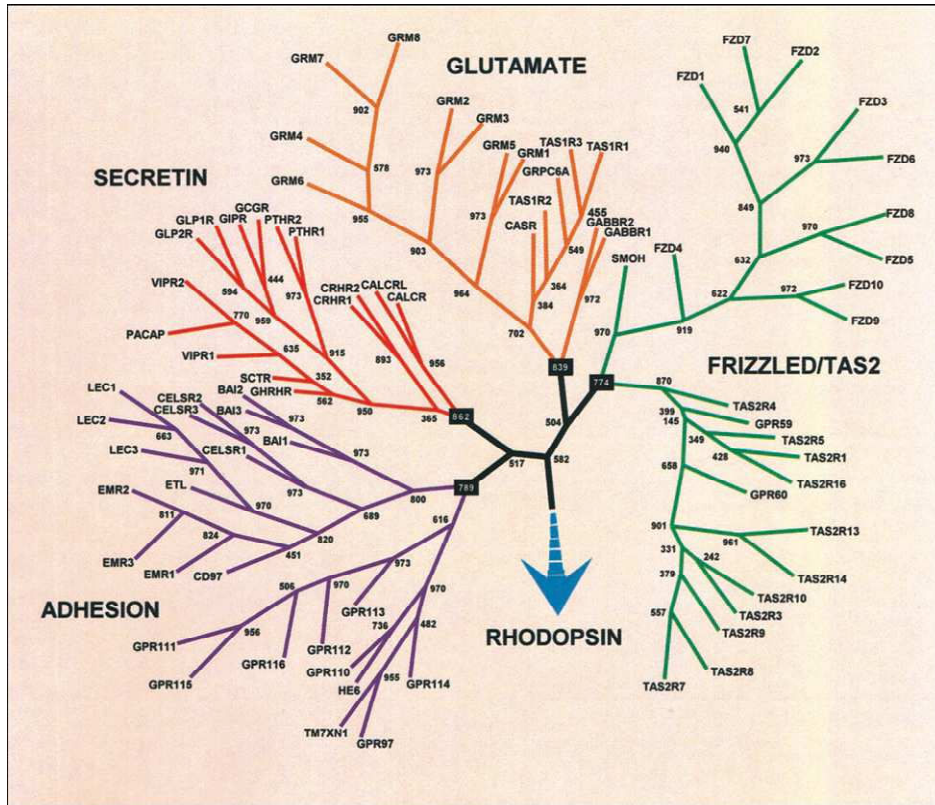 GLUTAMATE
GRM8
GRM7
902
GRM4
578
GRM6
955
GRM2
GRM3
973
903
GRM5
GRM1
973
964
TAS1R3
TAS1R1
GRPC6A
TAS1R2
CASR
455
549
364
384
702
GABBR2
GABBR1
972
839
SECRETIN
GCGR
GLP1R
GIPR
PTHR2
GLP2R
PTHR1
444
594
973
959
VIPR2
770
PACAP
635
VIPR1
915
352
SCTR
GHRHR
562
950
CRHR2
CALCRL
CRHR1
CALCR
893
956
365
662
FRIZZLED/TAS2
FZD7
FZD2
FZD1
541
940
FZD3
973
FZD6
849
FZD8
970
FZD5
632
FZD10
972
FZD9
622
SMOH
FZD4
970
919
774
870
TAS2R4
399
GPR59
145
TAS2R5
349
TAS2R1
428
TAS2R16
658
GPR60
901
TAS2R13
961
TAS2R14
331
242
TAS2R10
379
TAS2R3
TAS2R9
557
TAS2R8
TAS2R7
504
517
582
RHODOPSIN
ADHESION
LEC1
LEC2
663
LEC3
971
CELSR2
CELSR3
973
BAI2
BAI3
973
BAI1
973
CELSR1
973
ETL
970
EMR2
811
824
EMR3
EMR1
451
CD97
820
689
800
789
616
973
970
506
970
GPR113
GPR112
956
GPR111
GPR116
GPR115
736
482
GPR110
HE6
955
GPR114
TM7XN1
GPR97